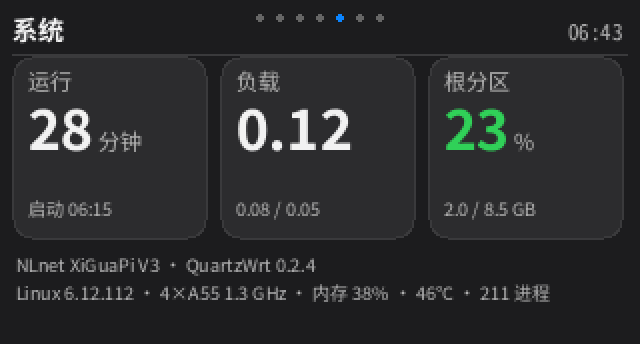 系统 06:43
运行 负载 根分区
28 分钟 0.12 23 %
启动 06:15 0.08 / 0.05 2.0 / 8.5 GB
NLnet XiGuaPi V3 · QuartzWrt 0.2.4
Linux 6.12.112 · 4×A55 1.3 GHz · 内存 38% · 46°C · 211 进程